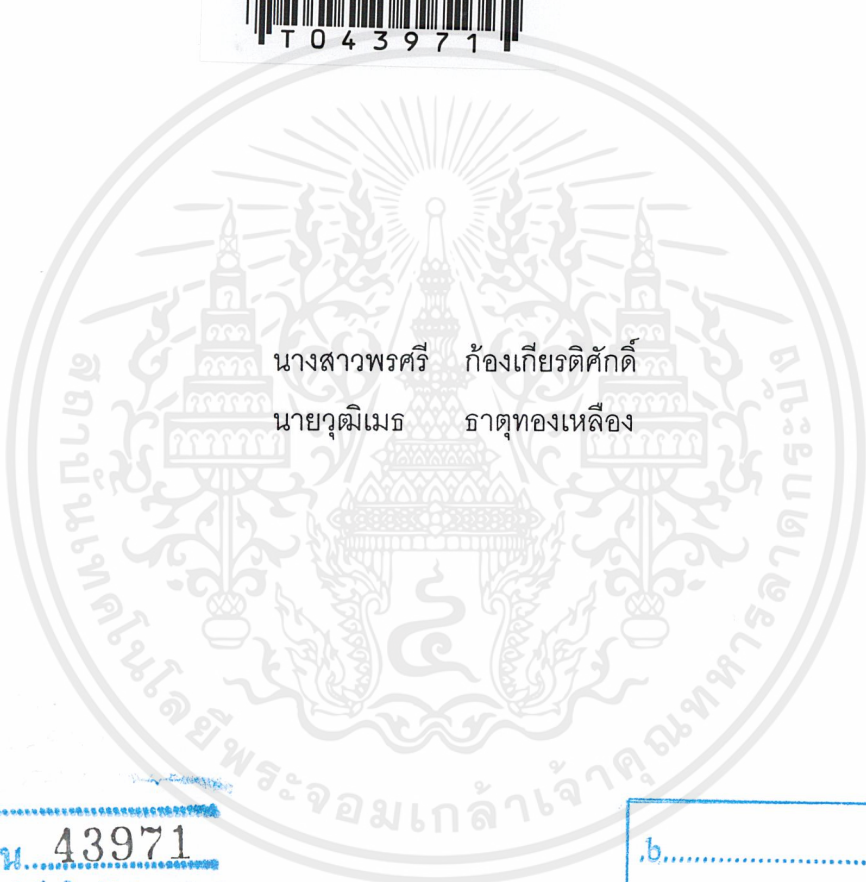 T043971
นางสาวพรศรี ก้องเกียรติศักดิ์
นายวุฒิเมธ ธาตุทองเหลือง
สถาบันเทคโนโลยีพระจอมเกล้าเจ้าคุณทหารลาดกระบัง
น....43971
.b.............